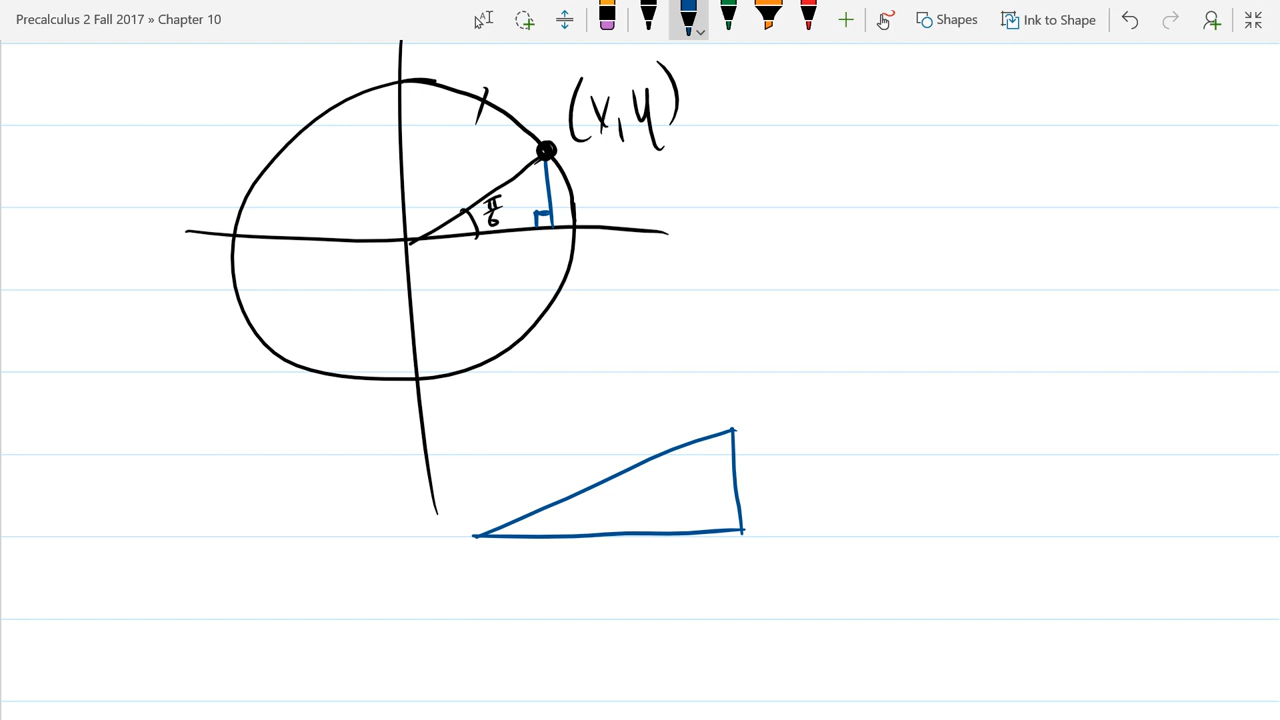 Precalculus 2 Fall 2017 » Chapter 10
Shapes
Ink to Shape
(x, y)
π
6